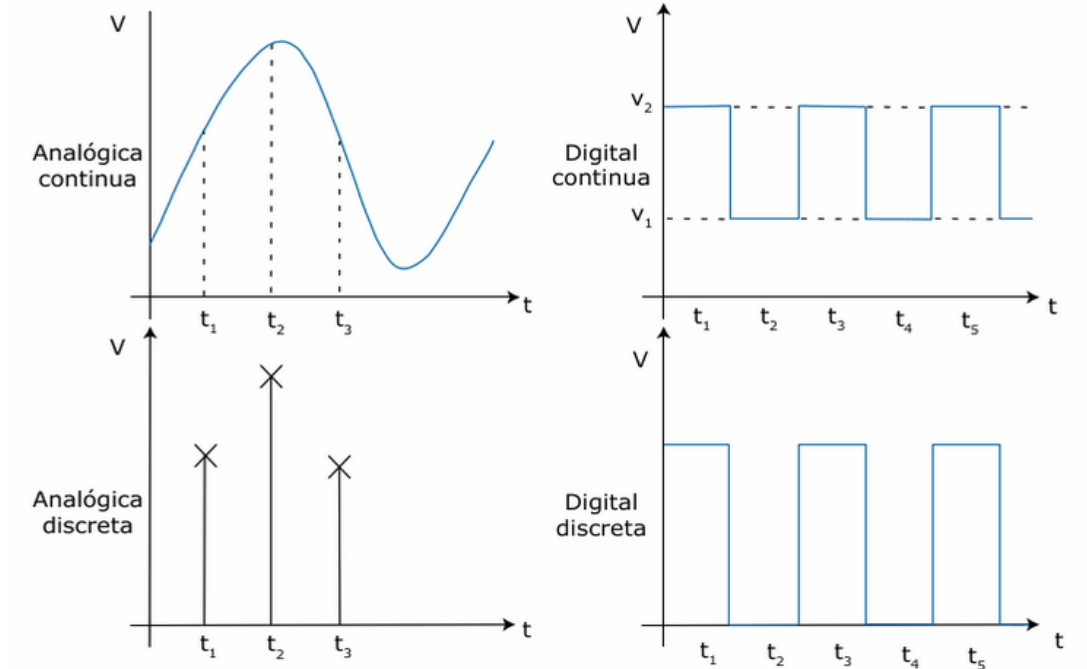 V
Analógica
continua
t₁ t₂ t₃ t
V
v₂
Digital
continua
v₁
t₁ t₂ t₃ t₄ t₅ t
V
Analógica
discreta
t₁ t₂ t₃ t
V
Digital
discreta
t₁ t₂ t₃ t₄ t₅ t